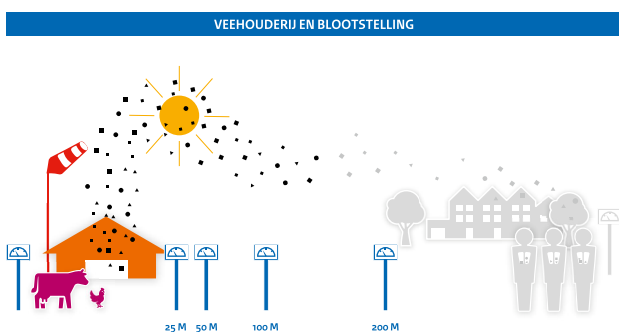 VEEHOUDERIJ EN BLOOTSTELLING
25 M 50 M 100 M 200 M